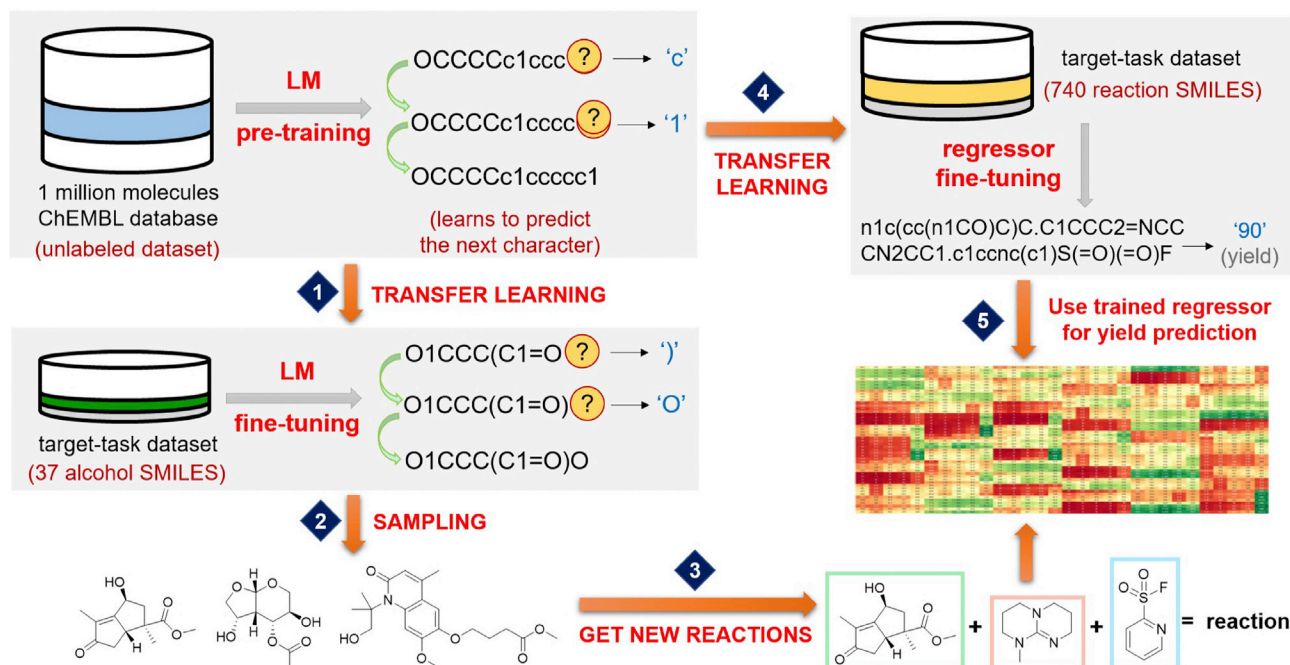 1 million molecules
ChEMBL database
(unlabeled dataset)
LM
pre-training
OCCCCc1ccc ? 'c'
OCCCCc1cccc ? '1'
OCCCCc1ccccc1
(learns to predict
the next character)
4
TRANSFER
LEARNING
target-task dataset
(740 reaction SMILES)
regressor
fine-tuning
n1c(cc(n1CO)C)C.C1CCC2=NCC
CN2CC1.c1ccnc(c1)S(=O)(=O)F
'90'
(yield)
1
TRANSFER LEARNING
5
Use trained regressor
for yield prediction
target-task dataset
(37 alcohol SMILES)
LM
fine-tuning
O1CCC(C1=O ? ')'
O1CCC(C1=O) ? 'O'
O1CCC(C1=O)O
2
SAMPLING
HO
O
O
O
H
O
H
O
OH
OH
H
O
O
O
N
HO
O
O
O
O
3
GET NEW REACTIONS
HO
O
O
O
H
+
N
N
N
+
O
O
S
F
N
= reaction